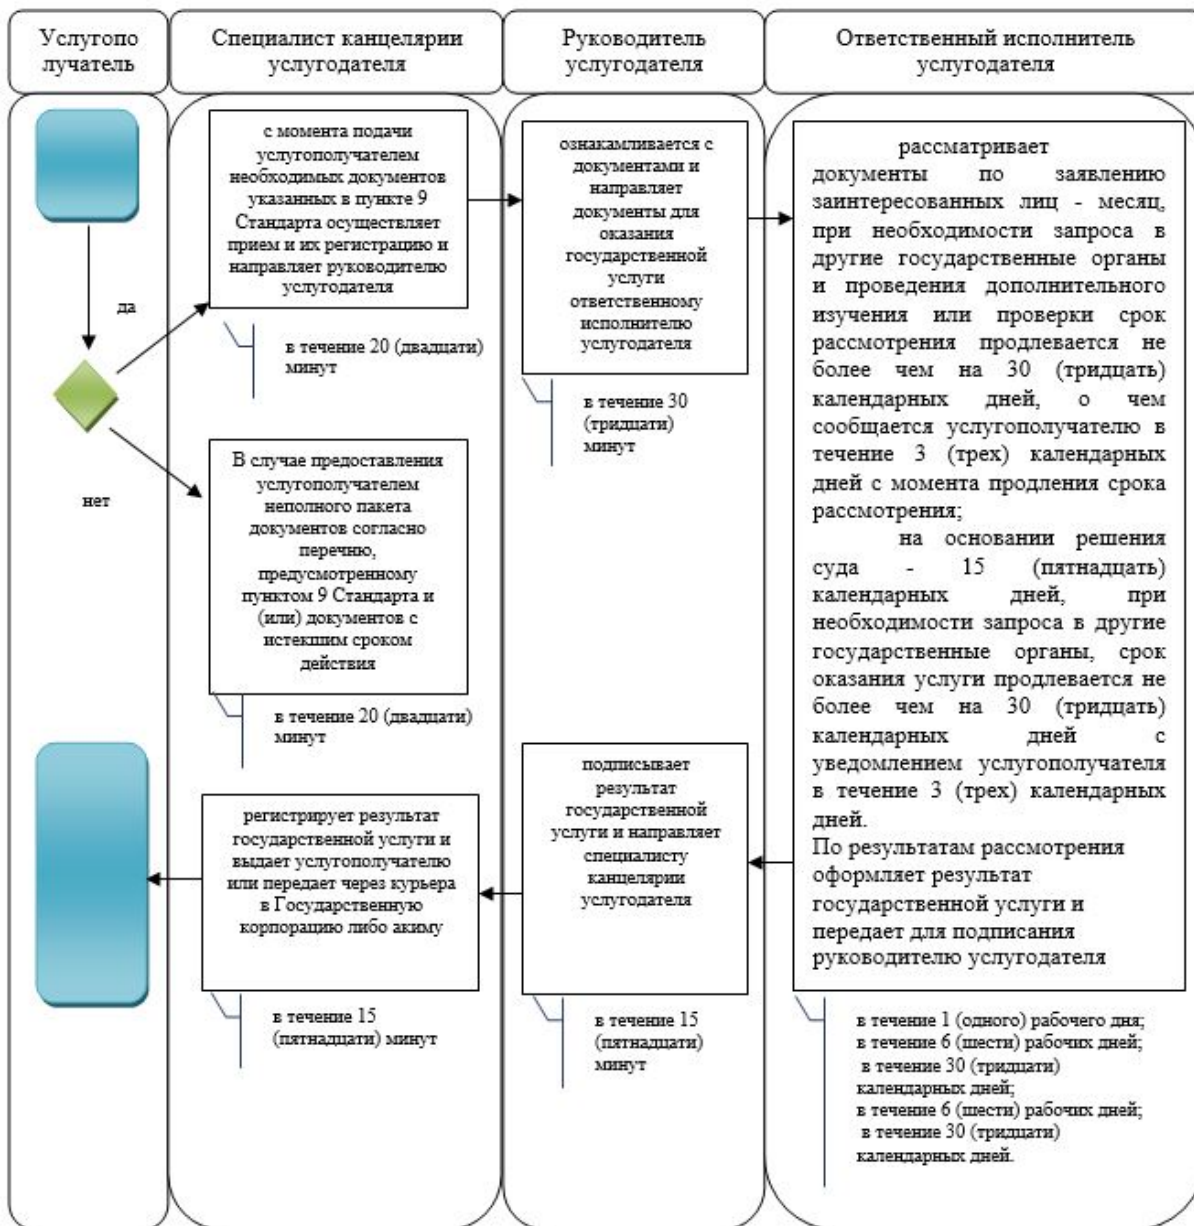 Услугопо
лучатель
Специалист канцелярии
услугодателя
Руководитель
услугодателя
Ответственный исполнитель
услугодателя
да
нет
с момента подачи
услугополучателем
необходимых документов
указанных в пункте 9
Стандарта осуществляет
прием и их регистрацию и
направляет руководителю
услугодателя
в течение 20 (двадцати)
минут
В случае предоставления
услугополучателем
неполного пакета
документов согласно
перечню,
предусмотренному
пунктом 9 Стандарта и
(или) документов с
истекшим сроком
действия
в течение 20 (двадцати)
минут
регистрирует результат
государственной услуги и
выдает услугополучателю
или передает через курьера
в Государственную
корпорацию либо акиму
в течение 15
(пятнадцати) минут
ознакамливается с
документами и
направляет
документы для
оказания
государственной
услуги
ответственному
исполнителю
услугодателя
в течение 30
(тридцати)
минут
подписывает
результат
государственной
услуги и направляет
специалисту
канцелярии
услугодателя
в течение 15
(пятнадцати)
минут
рассматривает
документы по заявлению
заинтересованных лиц - месяц,
при необходимости запроса в
другие государственные органы
и проведения дополнительного
изучения или проверки срок
рассмотрения продлевается не
более чем на 30 (тридцать)
календарных дней, о чем
сообщается услугополучателю в
течение 3 (трех) календарных
дней с момента продления срока
рассмотрения;
на основании решения
суда - 15 (пятнадцать)
календарных дней, при
необходимости запроса в другие
государственные органы, срок
оказания услуги продлевается не
более чем на 30 (тридцать)
календарных дней с
уведомлением услугополучателя
в течение 3 (трех) календарных
дней.
По результатам рассмотрения
оформляет результат
государственной услуги и
передает для подписания
руководителю услугодателя
в течение 1 (одного) рабочего дня;
в течение 6 (шести) рабочих дней;
в течение 30 (тридцати)
календарных дней;
в течение 6 (шести) рабочих дней;
в течение 30 (тридцати)
календарных дней.